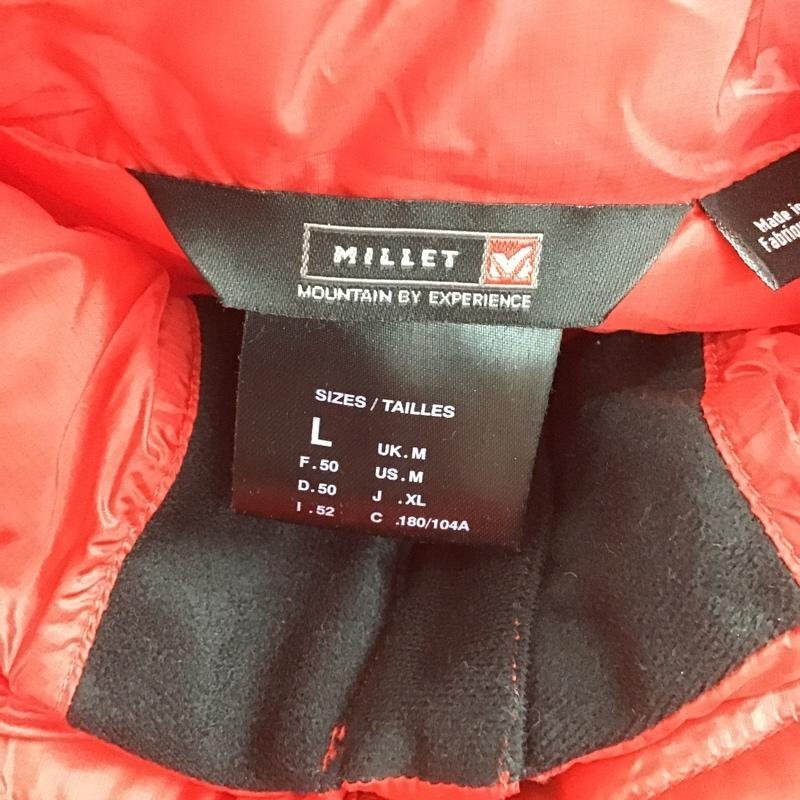 MILLET
MOUNTAIN BY EXPERIENCE
Made in
Fabriqu
SIZES / TAILLES
L
UK.M
F.50
US.M
D.50
J .XL
I .52
C .180/104A